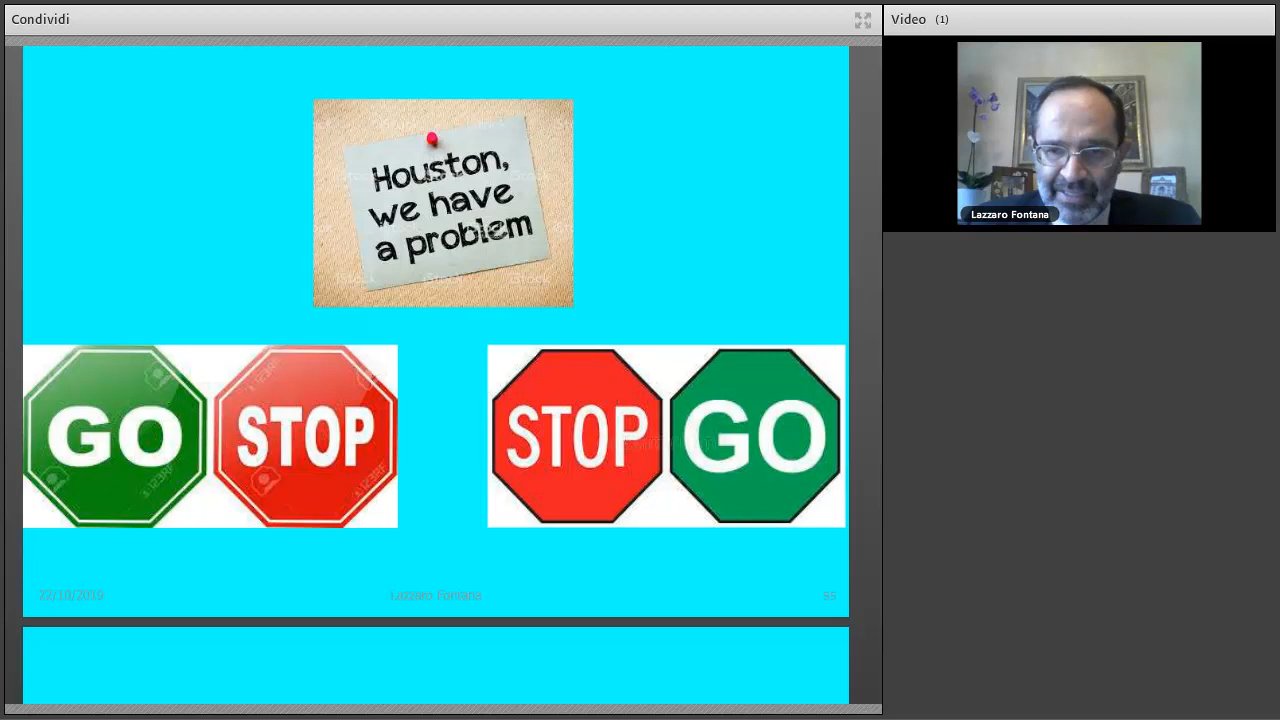 Condividi
Video (1)
Houston,
we have
a problem
GO STOP
STOP GO
Lazzaro Fontana
22/10/2019
Lazzaro Fontana